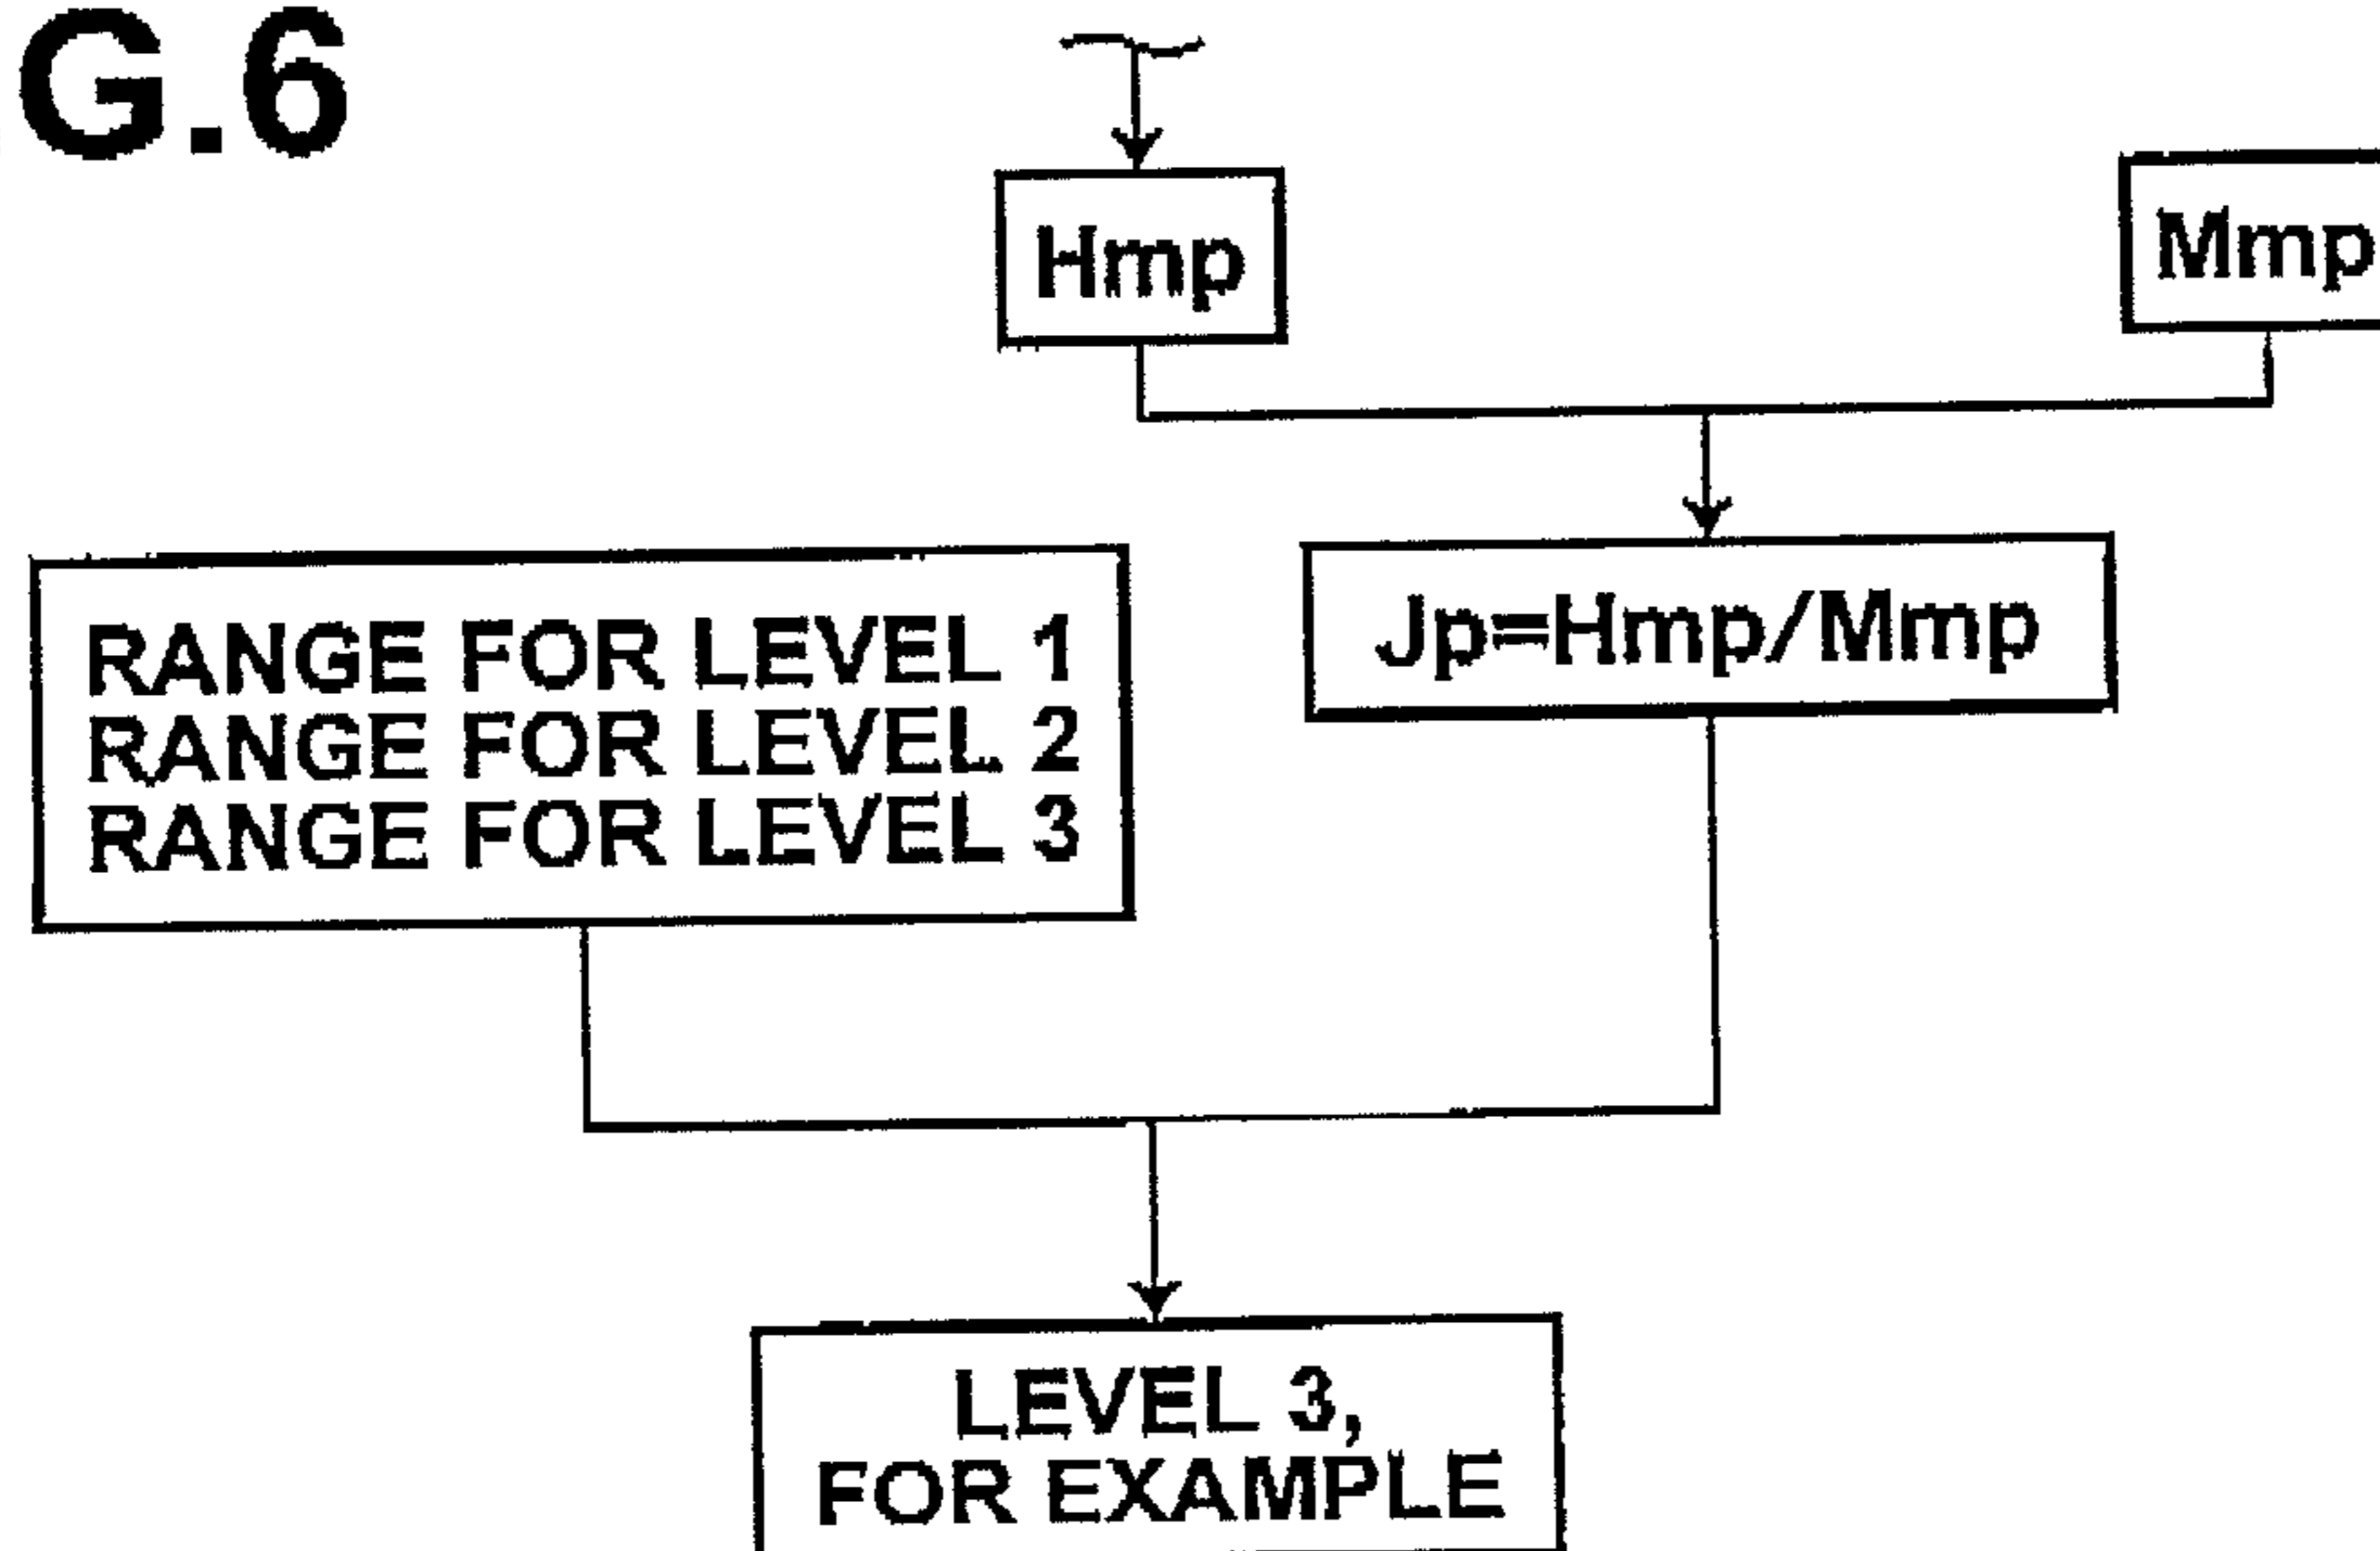 G.6
Hmp
Mmp
Jp=Hmp/Mmp
RANGE FOR LEVEL 1
RANGE FOR LEVEL 2
RANGE FOR LEVEL 3
LEVEL 3,
FOR EXAMPLE